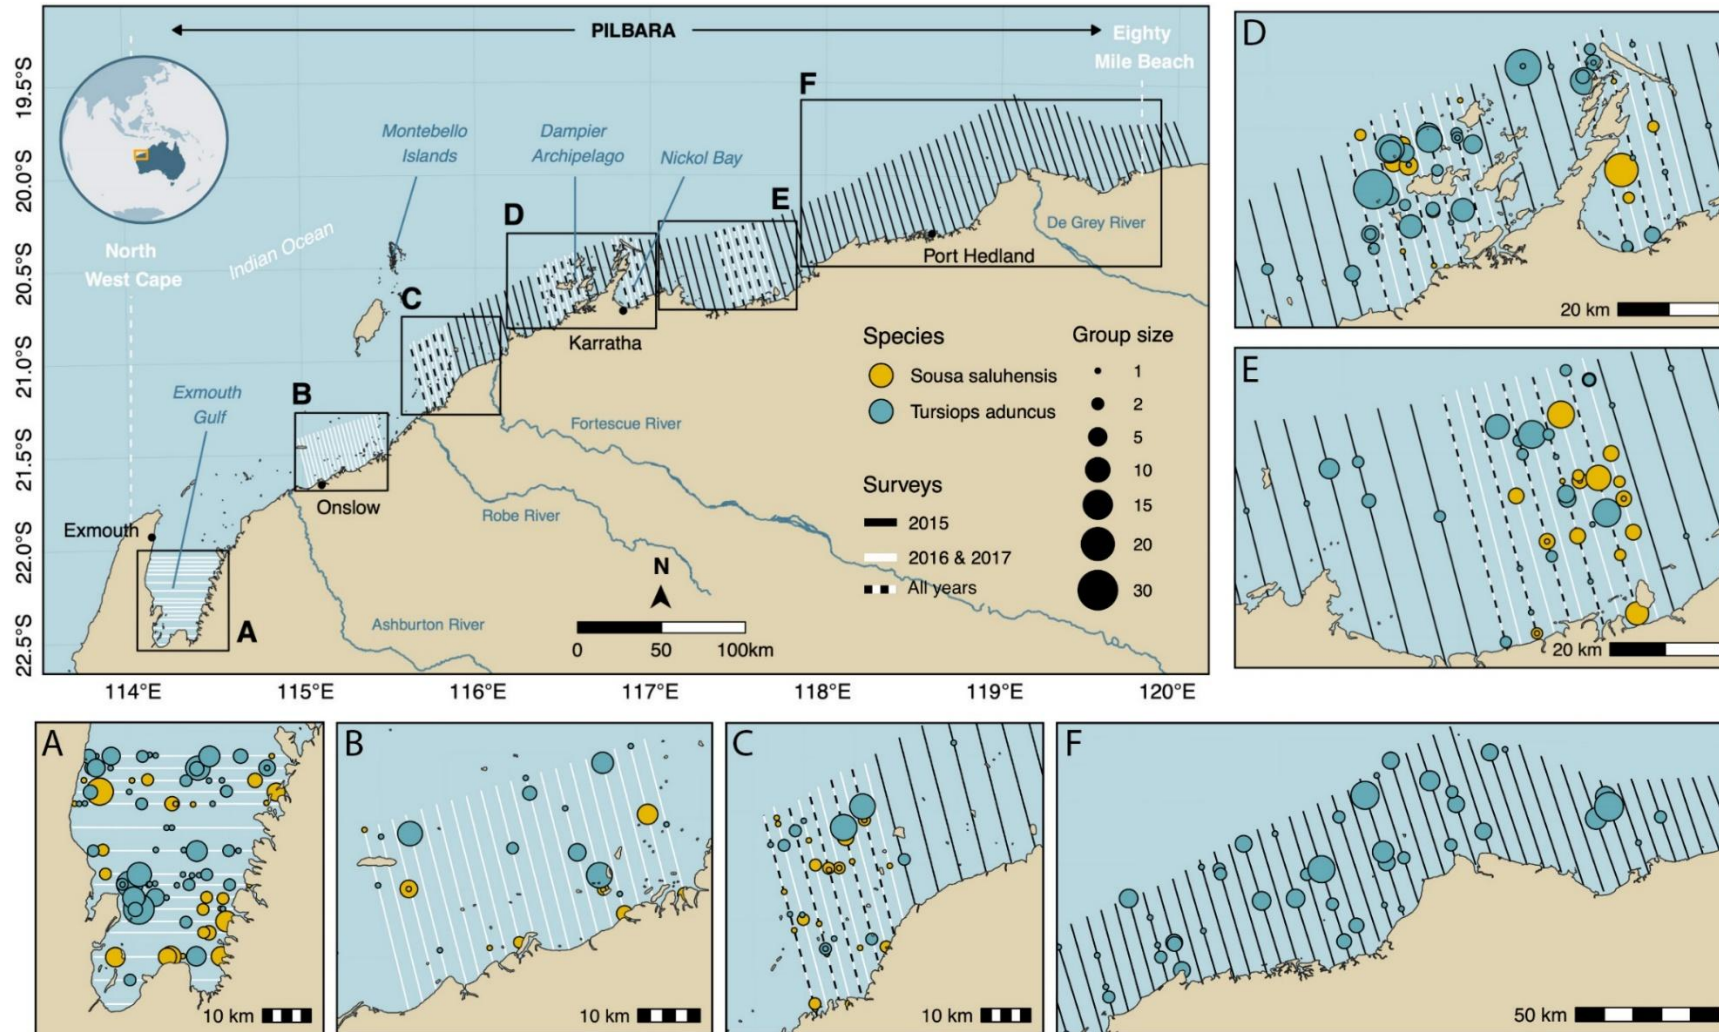 PILBARA
Eighty
Mile Beach
F
19.5°S
20.0°S
20.5°S
21.0°S
21.5°S
22.0°S
22.5°S
Montebello
Islands
Dampier
Archipelago
Nickol Bay
E
D
De Grey River
Port Hedland
North
West Cape
Indian Ocean
C
Karratha
B
Exmouth
Gulf
Onslow
Exmouth
A
Fortescue River
Robe River
Ashburton River
Species
Sousa saluhensis
Tursiops aduncus
Surveys
2015
2016 & 2017
All years
Group size
1
2
5
10
15
20
30
N
0 50 100km
114°E 115°E 116°E 117°E 118°E 119°E 120°E
D
20 km
E
20 km
A
10 km
B
10 km
C
10 km
F
50 km